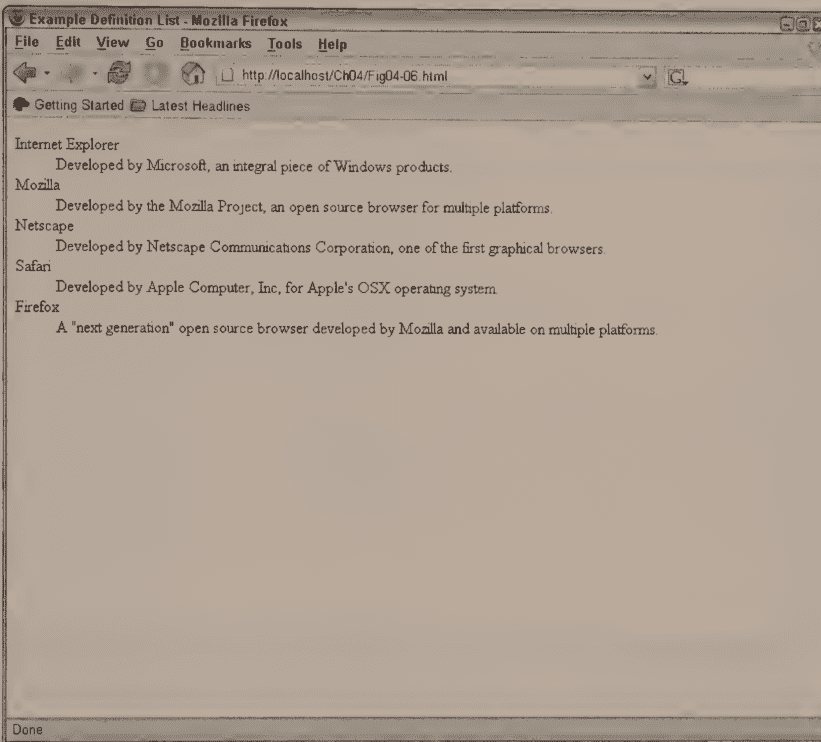 Example Definition List - Mozilla Firefox
File Edit View Go Bookmarks Tools Help
http://localhost/Ch04/Fig04-06.html
Getting Started Latest Headlines
Internet Explorer
Developed by Microsoft, an integral piece of Windows products.
Mozilla
Developed by the Mozilla Project, an open source browser for multiple platforms.
Netscape
Developed by Netscape Communications Corporation, one of the first graphical browsers.
Safari
Developed by Apple Computer, Inc, for Apple's OSX operating system.
Firefox
A "next generation" open source browser developed by Mozilla and available on multiple platforms.
Done